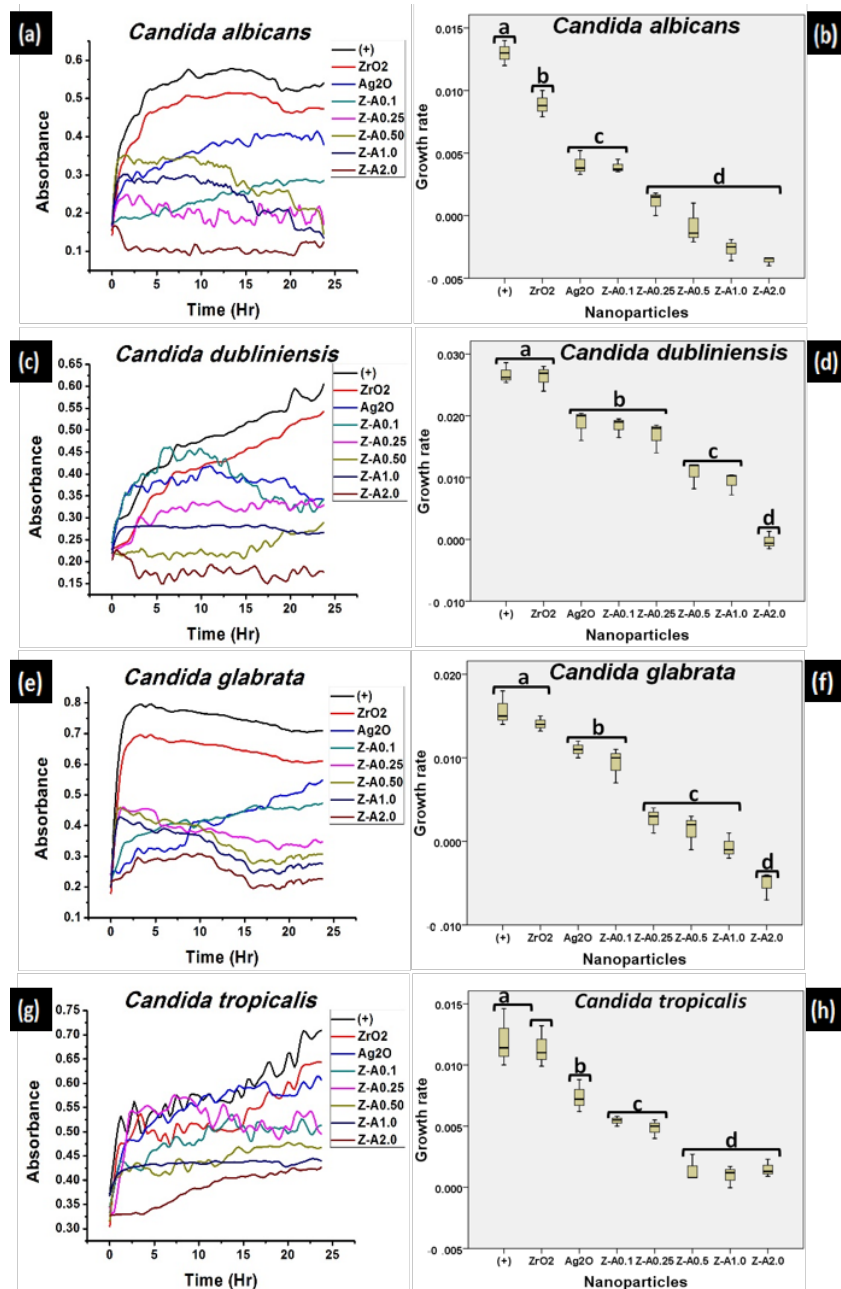 (a)
Candida albicans
(+)
ZrO2
Ag2O
Z-A0.1
Z-A0.25
Z-A0.50
Z-A1.0
Z-A2.0
Absorbance
0.6
0.5
0.4
0.3
0.2
0.1
0 5 10 15 20 25
Time (Hr)
(b)
Candida albicans
Growth rate
0.015
0.010
0.005
0.000
-0.005
a
b
c
d
(+) ZrO2 Ag2O Z-A0.1 Z-A0.25 Z-A0.5 Z-A1.0 Z-A2.0
Nanoparticles
(c)
Candida dubliniensis
(+)
ZrO2
Ag2O
Z-A0.1
Z-A0.25
Z-A0.50
Z-A1.0
Z-A2.0
Absorbance
0.65
0.60
0.55
0.50
0.45
0.40
0.35
0.30
0.25
0.20
0.15
0 5 10 15 20 25
Time (Hr)
(d)
Candida dubliniensis
Growth rate
0.030
0.020
0.010
0.000
-0.010
a
b
c
d
(+) ZrO2 Ag2O Z-A0.1 Z-A0.25 Z-A0.5 Z-A1.0 Z-A2.0
Nanoparticles
(e)
Candida glabrata
(+)
ZrO2
Ag2O
Z-A0.1
Z-A0.25
Z-A0.50
Z-A1.0
Z-A2.0
Absorbance
0.8
0.7
0.6
0.5
0.4
0.3
0.2
0.1
0 5 10 15 20 25
Time (Hr)
(f)
Candida glabrata
Growth rate
0.020
0.010
0.000
-0.010
a
b
c
d
(+) ZrO2 Ag2O Z-A0.1 Z-A0.25 Z-A0.5 Z-A1.0 Z-A2.0
Nanoparticles
(g)
Candida tropicalis
(+)
ZrO2
Ag2O
Z-A0.1
Z-A0.25
Z-A0.50
Z-A1.0
Z-A2.0
Absorbance
0.75
0.70
0.65
0.60
0.55
0.50
0.45
0.40
0.35
0.30
0 5 10 15 20 25
Time (Hr)
(h)
Candida tropicalis
Growth rate
0.015
0.010
0.005
0.000
-0.005
a
b
c
d
(+) ZrO2 Ag2O Z-A0.1 Z-A0.25 Z-A0.5 Z-A1.0 Z-A2.0
Nanoparticles